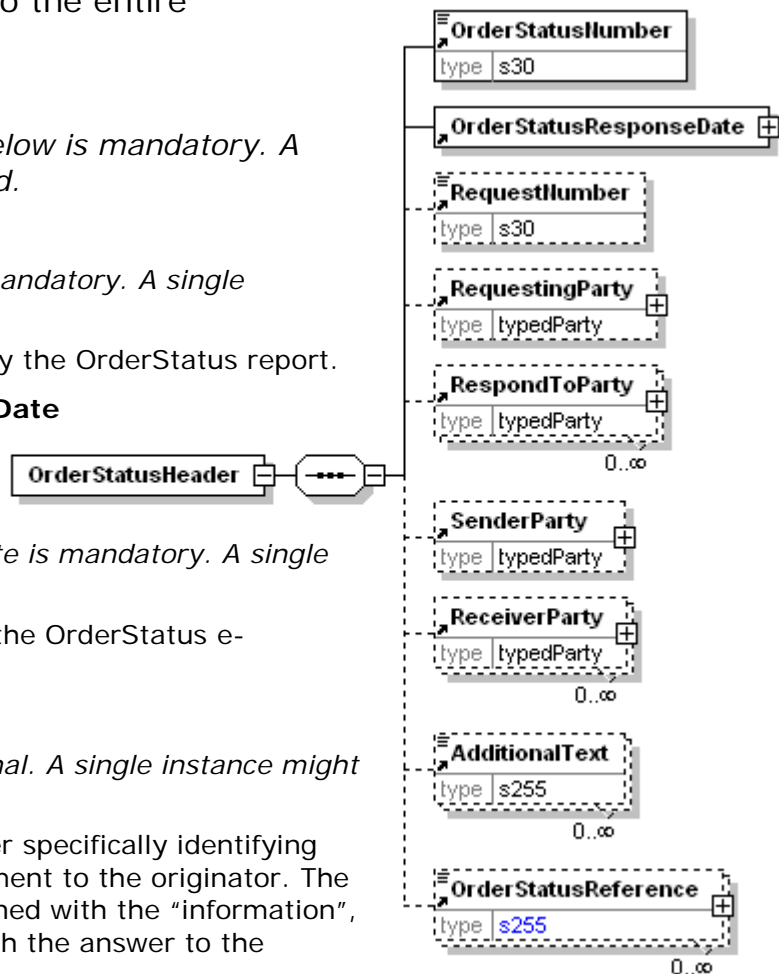 o the entire
elow is mandatory. A
d.
andatory. A single
y the OrderStatus report.
Date
te is mandatory. A single
the OrderStatus e-
nal. A single instance might
er specifically identifying
nent to the originator. The
ned with the “information”,
h the answer to the
OrderStatusHeader
OrderStatusNumber
type s30
OrderStatusResponseDate
RequestNumber
type s30
RequestingParty
type typedParty
RespondToParty
type typedParty
0..∞
SenderParty
type typedParty
ReceiverParty
type typedParty
0..∞
AdditionalText
type s255
0..∞
OrderStatusReference
type s255
0..∞